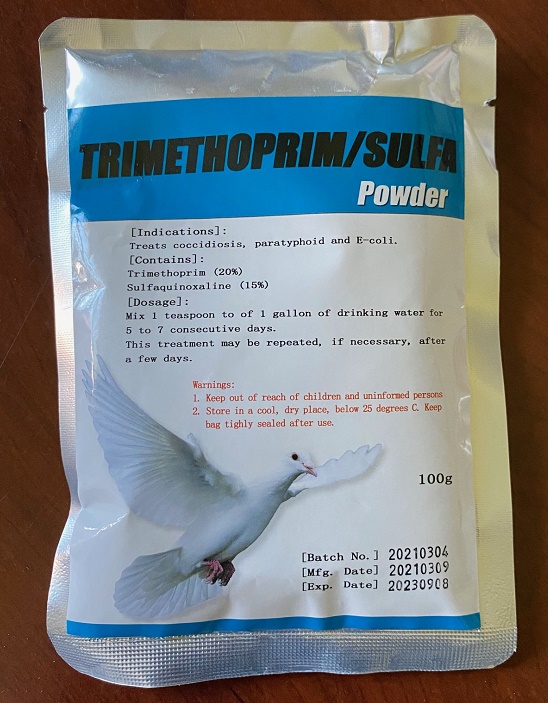 TRIMETHOPRIM/SULFA
Powder
[Indications]:
Treats coccidiosis, paratyphoid and E-coli.
[Contains]:
Trimethoprim (20%)
Sulfaquinoxaline (15%)
[Dosage]:
Mix 1 teaspoon to of 1 gallon of drinking water for
5 to 7 consecutive days.
This treatment may be repeated, if necessary, after
a few days.
Warnings:
1. Keep out of reach of children and uninformed persons
2. Store in a cool, dry place, below 25 degrees C. Keep
bag tighly sealed after use.
100g
[Batch No.] 20210304
[Mfg. Date] 20210309
[Exp. Date] 20230908